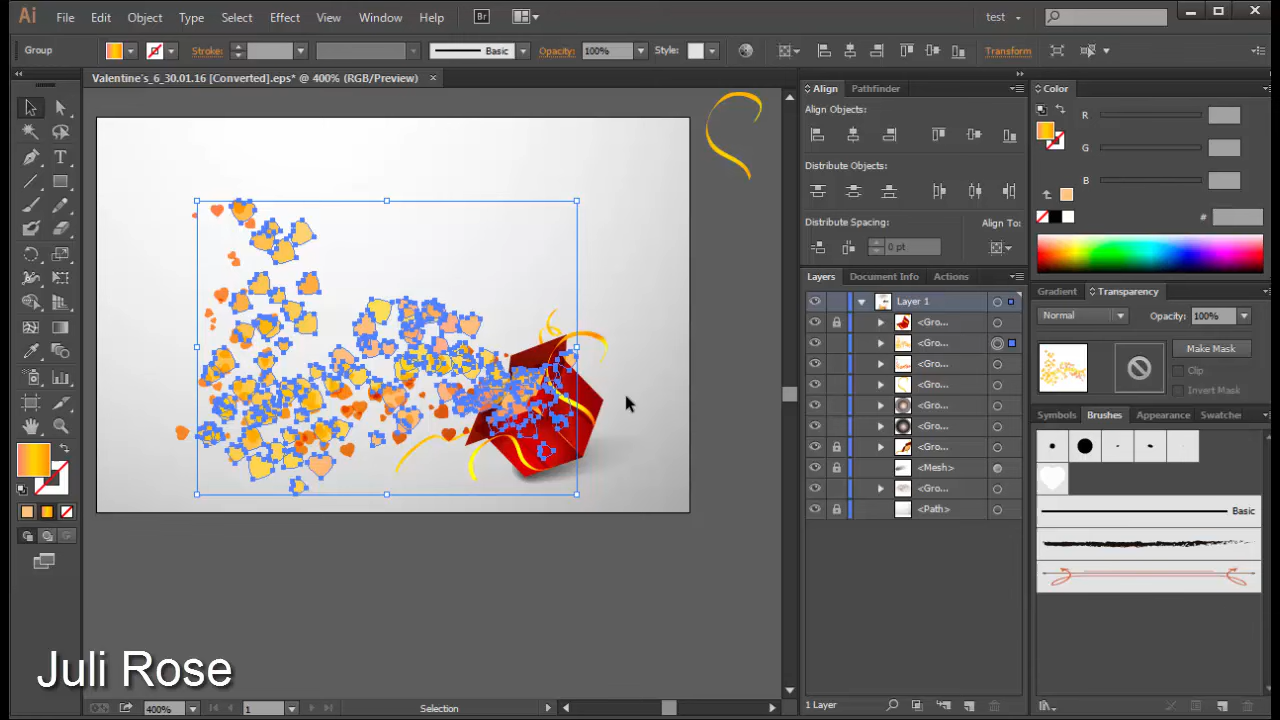 Ai File Edit Object Type Select Effect View Window Help Br test
Group Stroke: Basic Opacity: 100% Style: Transform
Valentine's_6_30.01.16 [Converted].eps* @ 400% (RGB/Preview) ×
Align Pathfinder
Align Objects:
Distribute Objects:
Distribute Spacing: Align To:
0 pt
Layers Document Info Actions
Layer 1
<Gro...
<Gro...
<Gro...
<Gro...
<Gro...
<Gro...
<Gro...
<Mesh>
<Gro...
<Path>
1 Layer
Color
R
G
B
#
Gradient Transparency
Normal Opacity: 100%
Make Mask
Clip
Invert Mask
Symbols Brushes Appearance Swatche
Basic
Juli Rose
400% 1 Selection